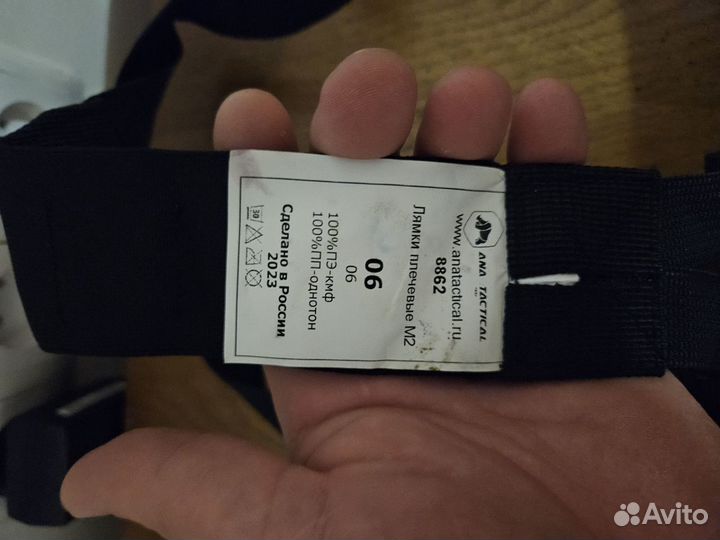 ANA TACTICAL
www.anatactical.ru
8862
Лямки плечевые М2
06
06
100%ПЭ-кмф
100%ПП-однотон
Сделано в России
2023
30
Avito